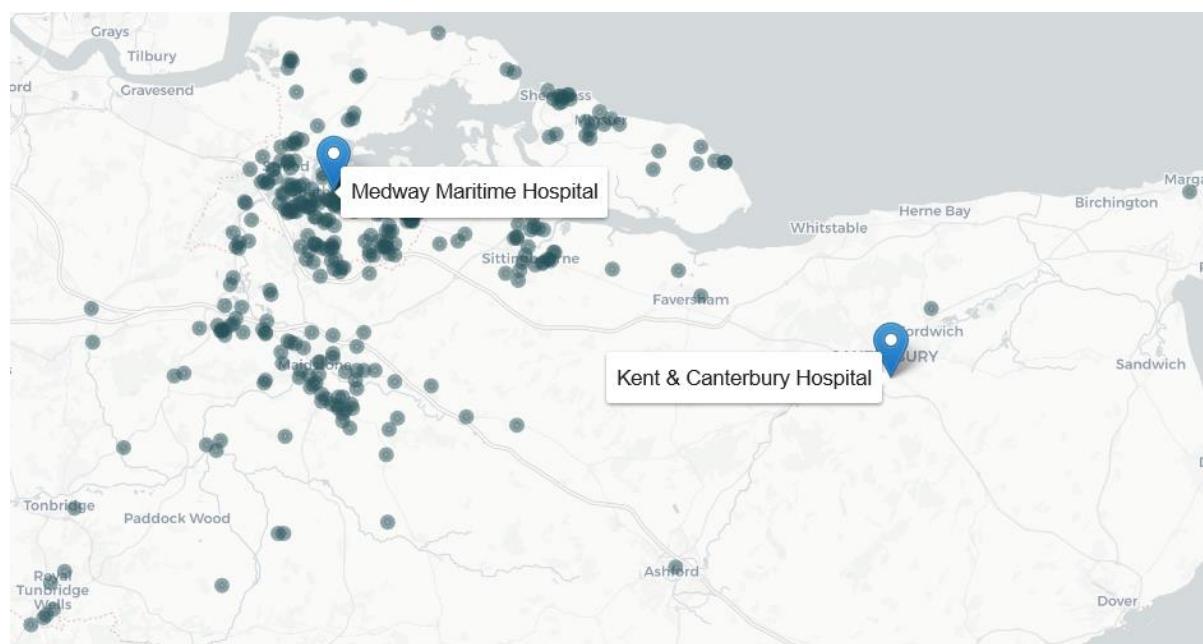 Grays
Tilbury
Gravesend
Medway Maritime Hospital
Sittingbourne
Faversham
Whitstable
Herne Bay
Birchington
Kent & Canterbury Hospital
Sandwich
Tonbridge
Paddock Wood
Royal
Tunbridge
Wells
Ashford
Dover